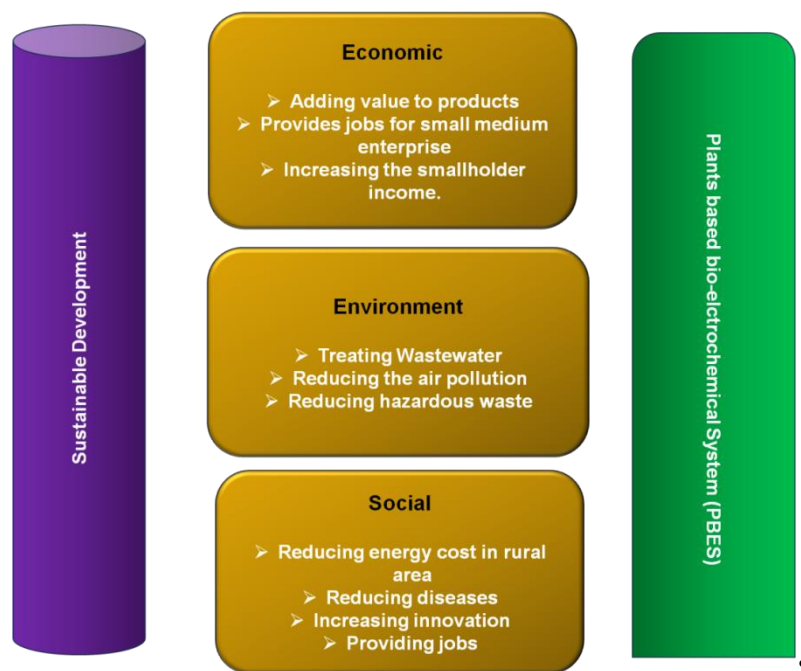 Sustainable Development
Economic
➢ Adding value to products
➢ Provides jobs for small medium
enterprise
➢ Increasing the smallholder
income.
Environment
➢ Treating Wastewater
➢ Reducing the air pollution
➢ Reducing hazardous waste
Social
➢ Reducing energy cost in rural
area
➢ Reducing diseases
➢ Increasing innovation
➢ Providing jobs
Plants based bio-elctrochemical System (PBES)